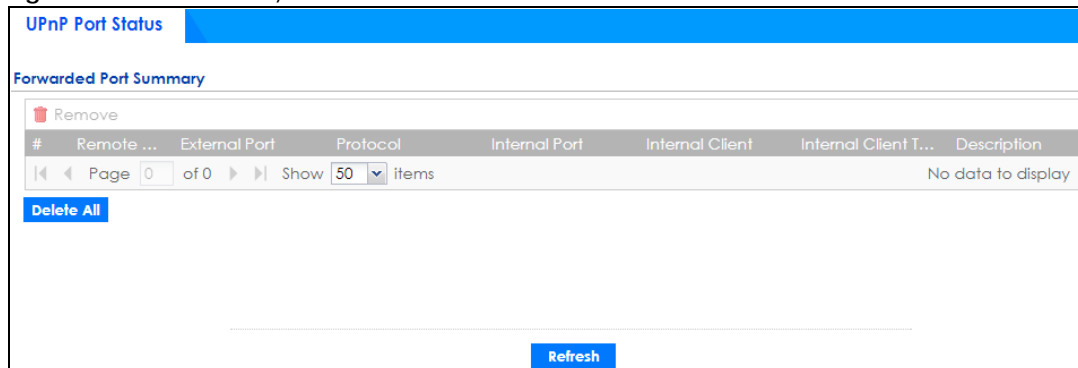 UPnP Port Status
Forwarded Port Summary
Remove
# Remote ... External Port Protocol Internal Port Internal Client Internal Client T... Description
Page 0 of 0 Show 50 items No data to display
Delete All
Refresh